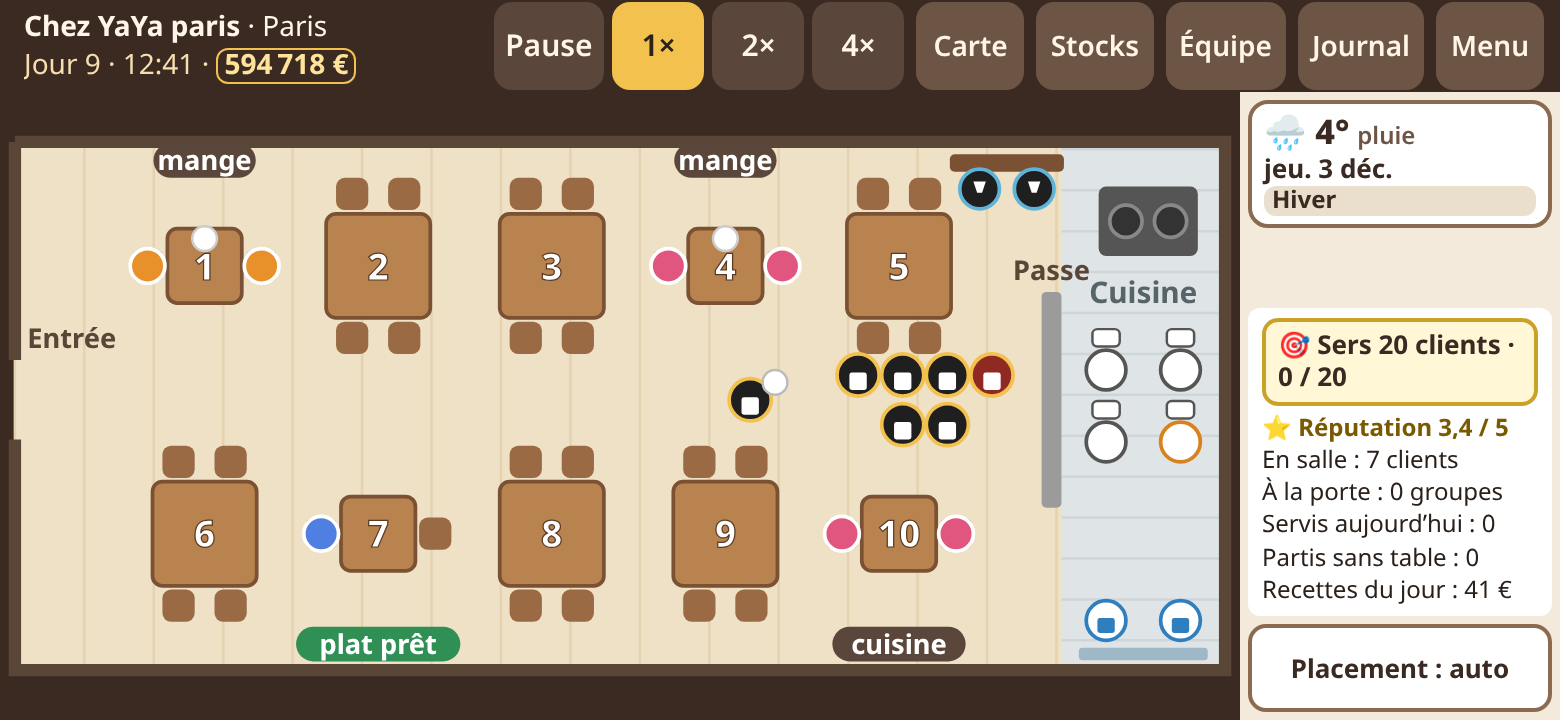 Chez YaYa paris · Paris
Jour 9 · 12:41 · 594 718 €
Pause
1×
2×
4×
Carte
Stocks
Équipe
Journal
Menu
mange
mange
1
2
3
4
5
Passe
Cuisine
Entrée
6
7
8
9
10
plat prêt
cuisine
4° pluie
jeu. 3 déc.
Hiver
Sers 20 clients ·
0 / 20
Réputation 3,4 / 5
En salle : 7 clients
À la porte : 0 groupes
Servis aujourd’hui : 0
Partis sans table : 0
Recettes du jour : 41 €
Placement : auto